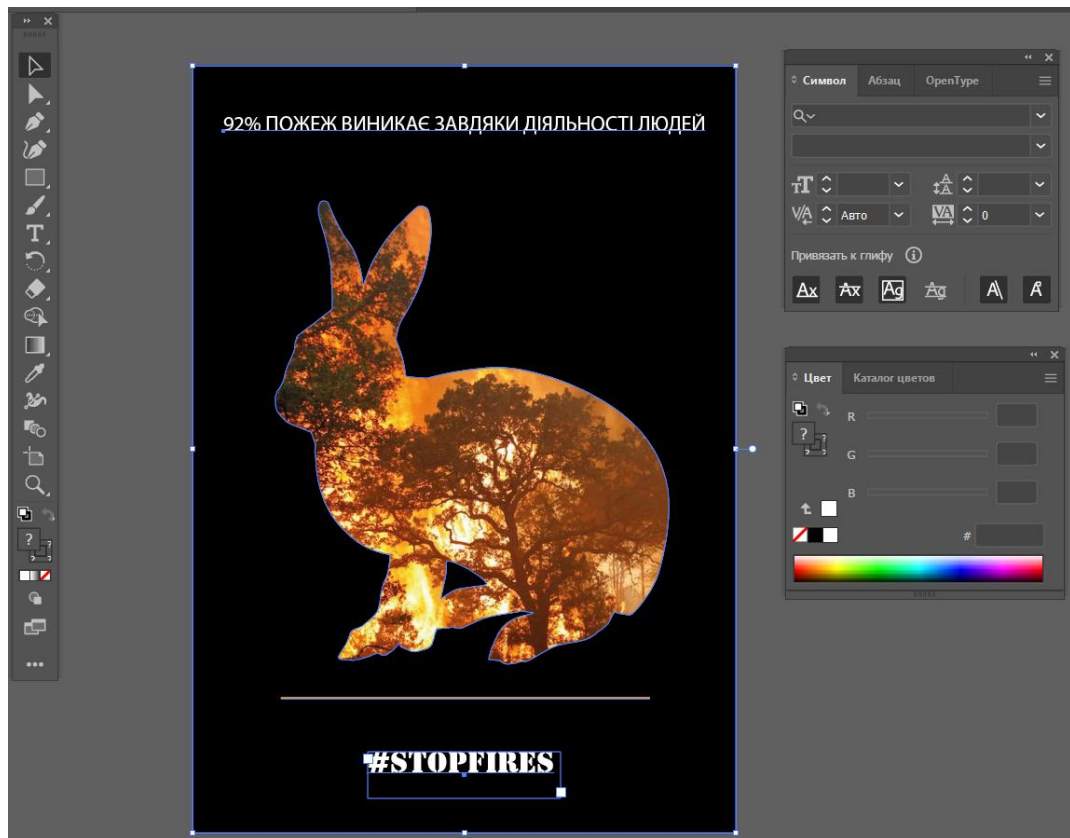 Символ Абзац OpenType
92% ПОЖЕЖ ВИНИКАЄ ЗАВДЯКИ ДІЯЛЬНОСТІ ЛЮДЕЙ
Авто 0
Привязать к глифу
Цвет Каталог цветов
R
G
B
#
#STOPFIRES